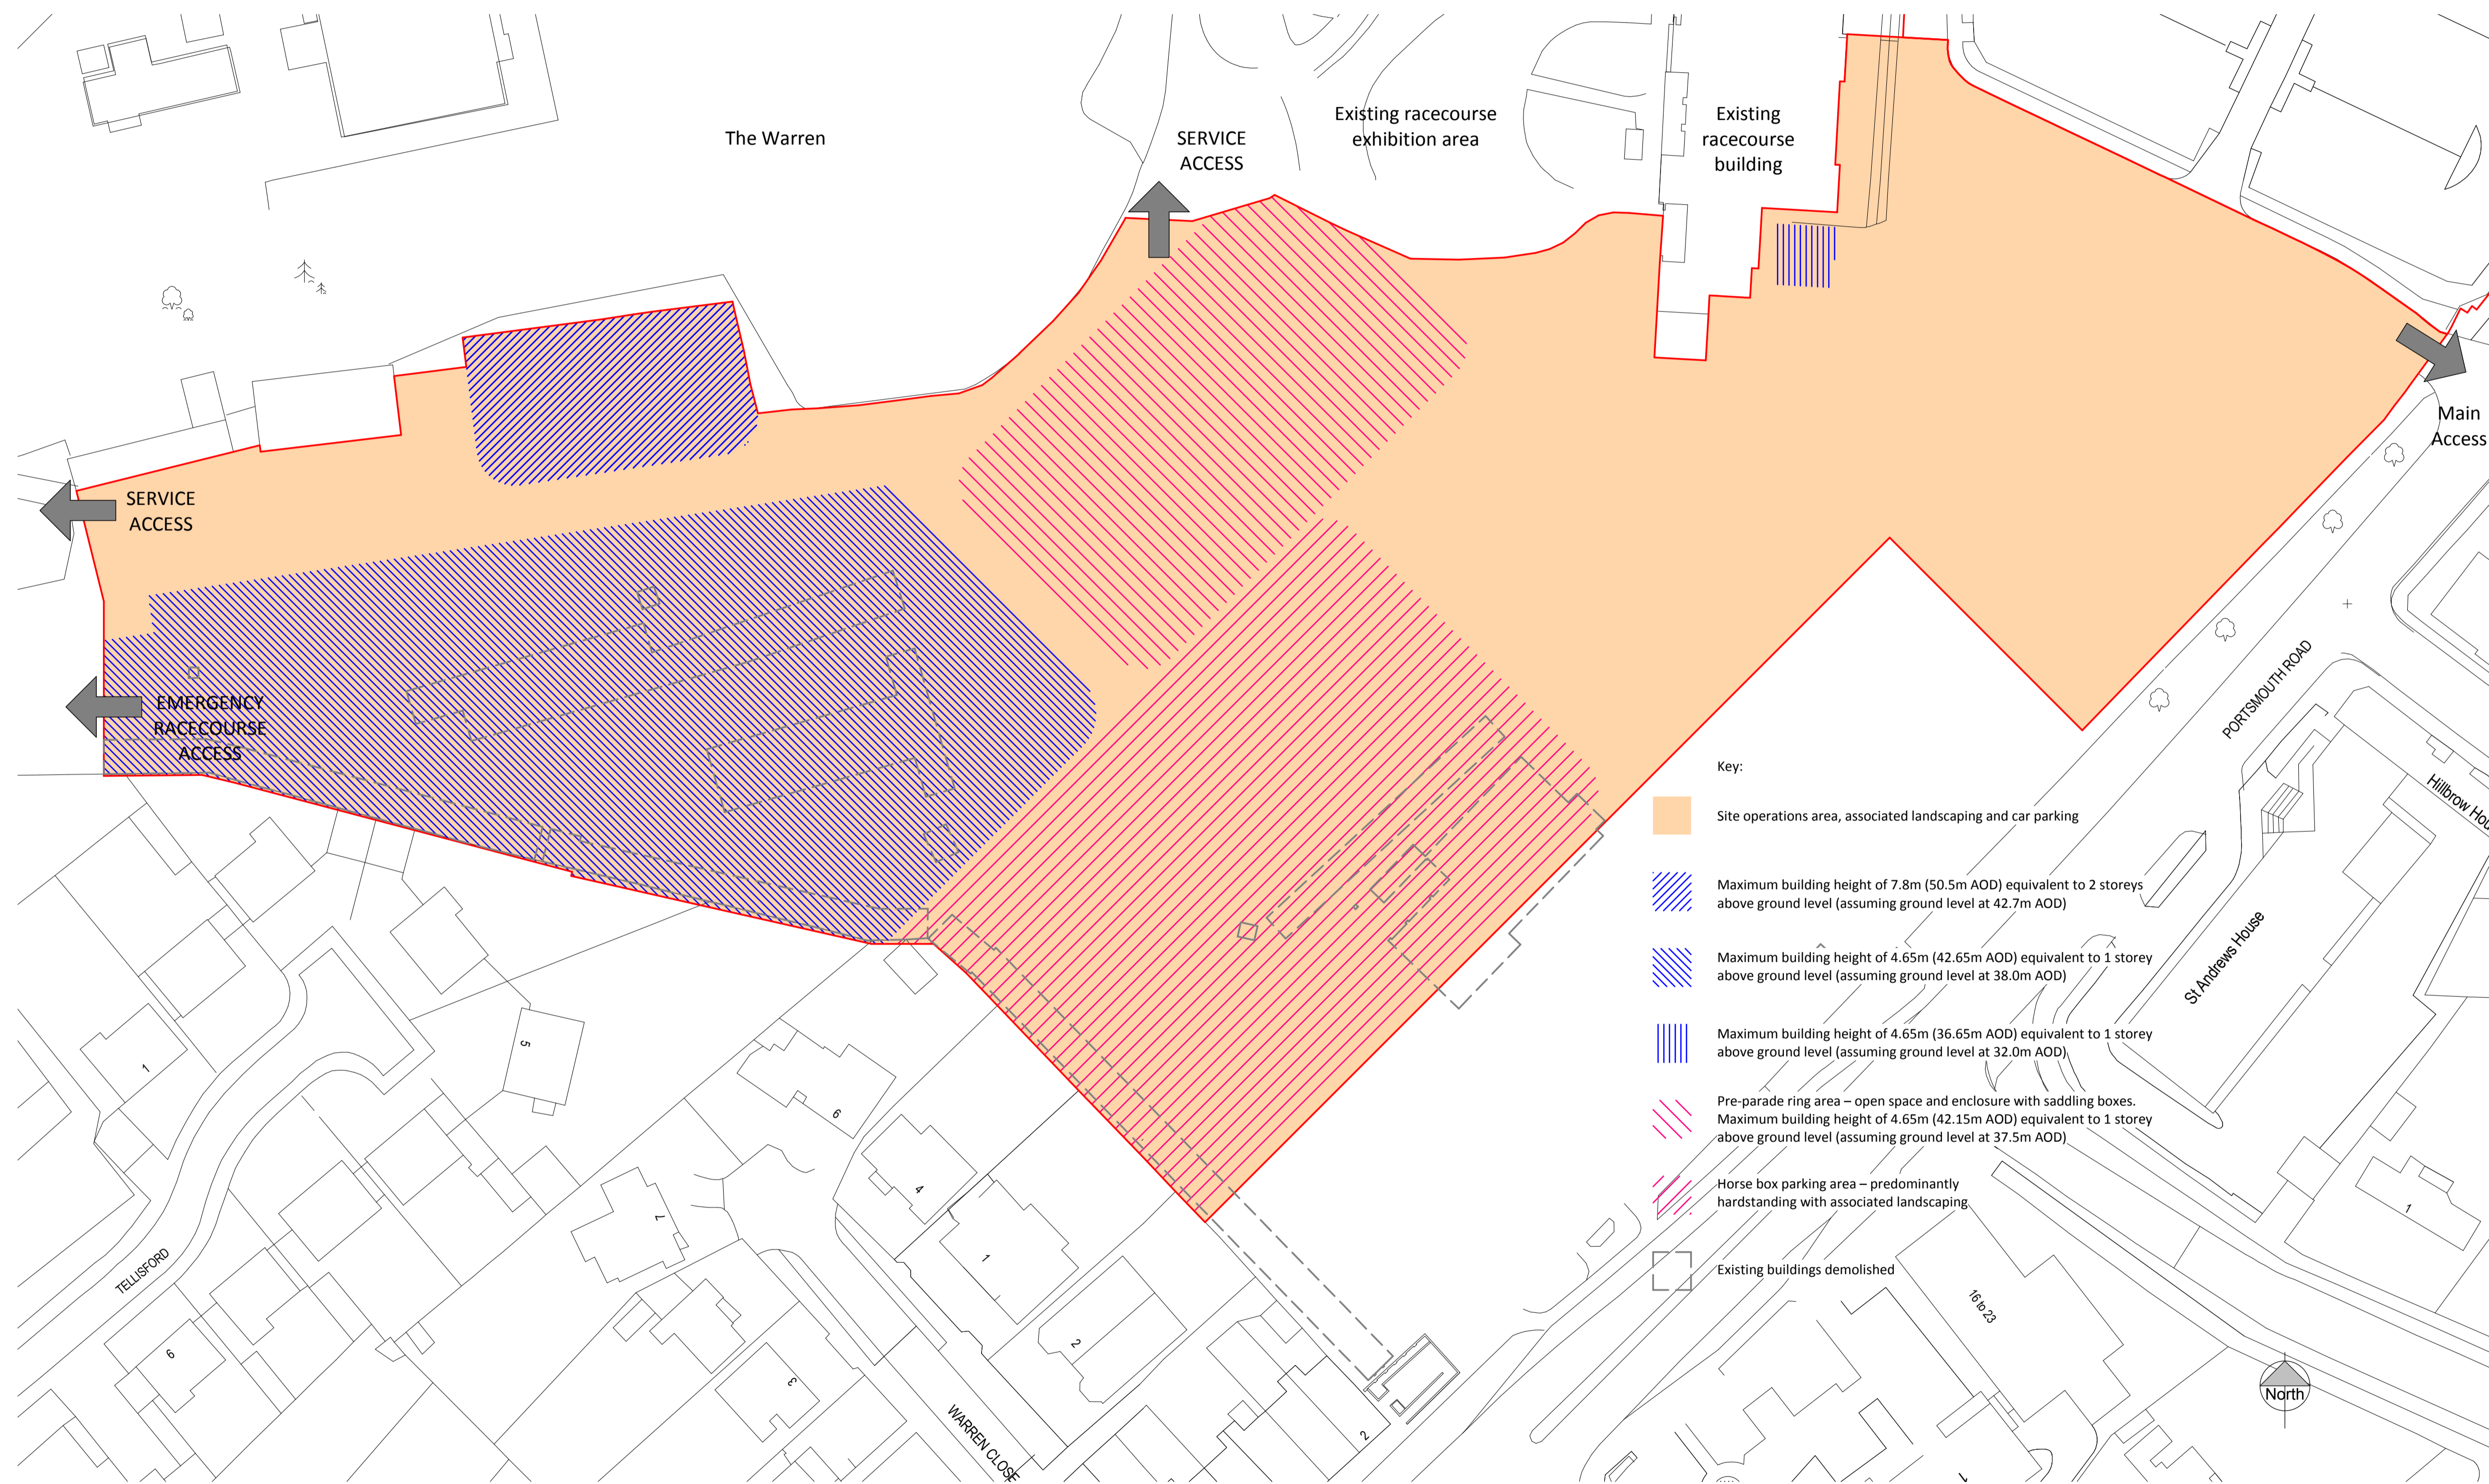 The Warren
SERVICE
ACCESS
Existing racecourse
exhibition area
Existing
racecourse
building
Main
Access
SERVICE
ACCESS
EMERGENCY
RACECOURSE
ACCESS
PORTSMOUTH ROAD
Hillbrow Hou
St Andrews House
Key:
Site operations area, associated landscaping and car parking
Maximum building height of 7.8m (50.5m AOD) equivalent to 2 storeys
above ground level (assuming ground level at 42.7m AOD)
Maximum building height of 4.65m (42.65m AOD) equivalent to 1 storey
above ground level (assuming ground level at 38.0m AOD)
Maximum building height of 4.65m (36.65m AOD) equivalent to 1 storey
above ground level (assuming ground level at 32.0m AOD)
Pre-parade ring area – open space and enclosure with saddling boxes.
Maximum building height of 4.65m (42.15m AOD) equivalent to 1 storey
above ground level (assuming ground level at 37.5m AOD)
Horse box parking area – predominantly
hardstanding with associated landscaping
Existing buildings demolished
1
5
6
4
7
1
2
3
2
6
TELLISFORD
WARREN CLOSE
16 to 23
1
North